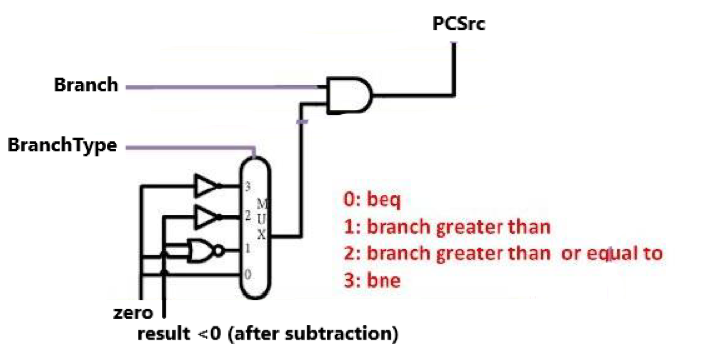 PCSrc
Branch
BranchType
3
M
2 U
X
1
0
0: beq
1: branch greater than
2: branch greater than or equal to
3: bne
zero
result <0 (after subtraction)